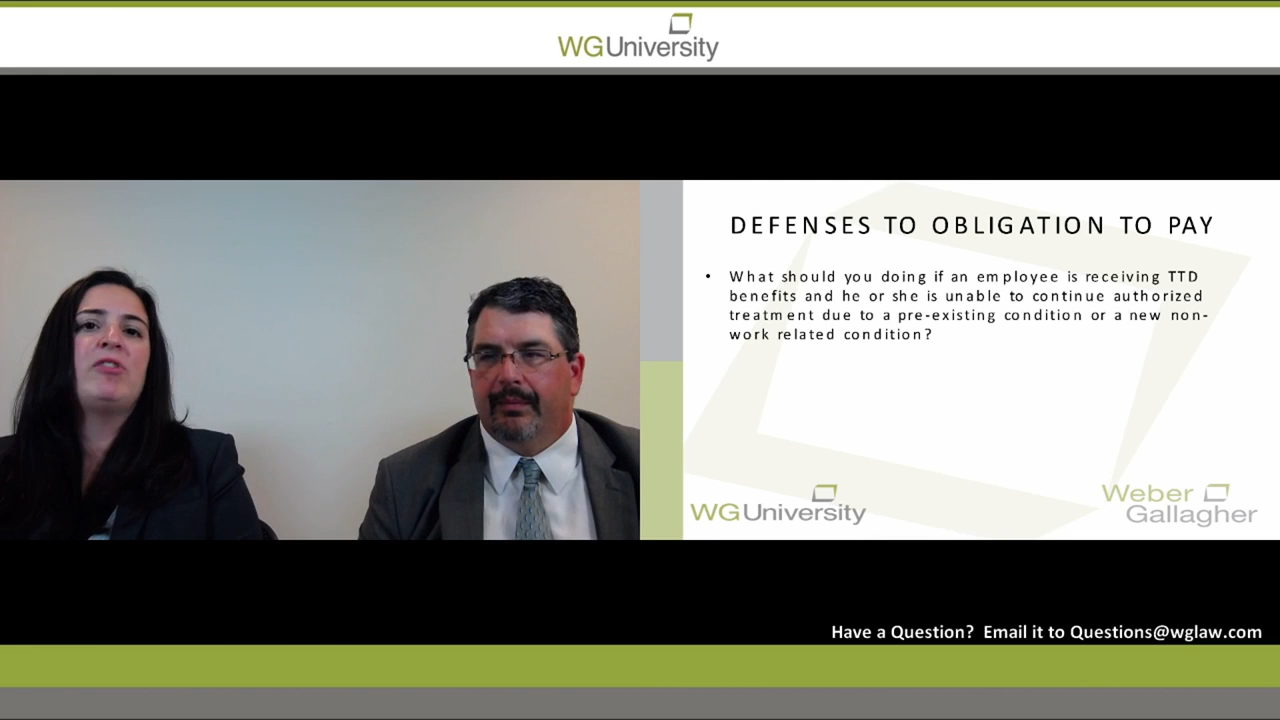 WGUniversity
DEFENSES TO OBLIGATION TO PAY
• What should you doing if an employee is receiving TTD
benefits and he or she is unable to continue authorized
treatment due to a pre-existing condition or a new non-
work related condition?
WGUniversity
Weber
Gallagher
Have a Question? Email it to Questions@wglaw.com